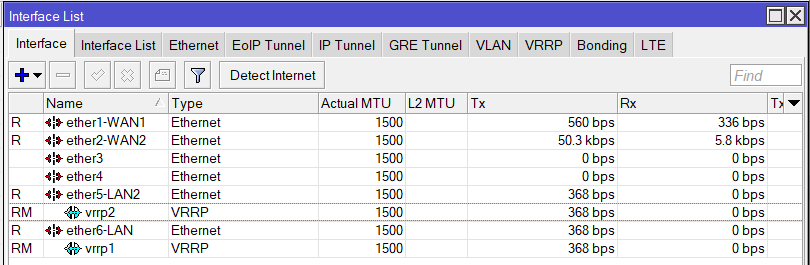 Interface List
Interface Interface List Ethernet EoIP Tunnel IP Tunnel GRE Tunnel VLAN VRRP Bonding LTE
Detect Internet Find
Name Type Actual MTU L2 MTU Tx Rx Tx
R ether1-WAN1 Ethernet 1500 560 bps 336 bps
R ether2-WAN2 Ethernet 1500 50.3 kbps 5.8 kbps
ether3 Ethernet 1500 0 bps 0 bps
ether4 Ethernet 1500 0 bps 0 bps
R ether5-LAN2 Ethernet 1500 368 bps 0 bps
RM vrrp2 VRRP 1500 368 bps 0 bps
R ether6-LAN Ethernet 1500 368 bps 0 bps
RM vrrp1 VRRP 1500 368 bps 0 bps